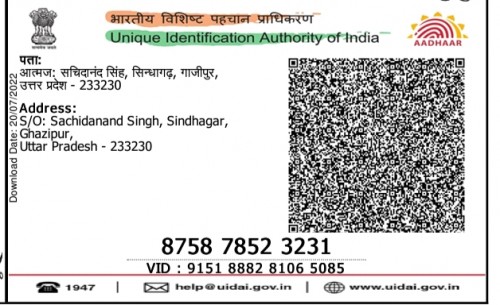 भारतीय विशिष्ट पहचान प्राधिकरण
Unique Identification Authority of India
AADHAAR
Download Date: 20/07/2022
पता:
आत्मज: सचिदानंद सिंह, सिन्धागढ़, गाजीपुर,
उत्तर प्रदेश - 233230
Address:
S/O: Sachidanand Singh, Sindhagar,
Ghazipur,
Uttar Pradesh - 233230
8758 7852 3231
VID : 9151 8882 8106 5085
1947
help@uidai.gov.in
www.uidai.gov.in